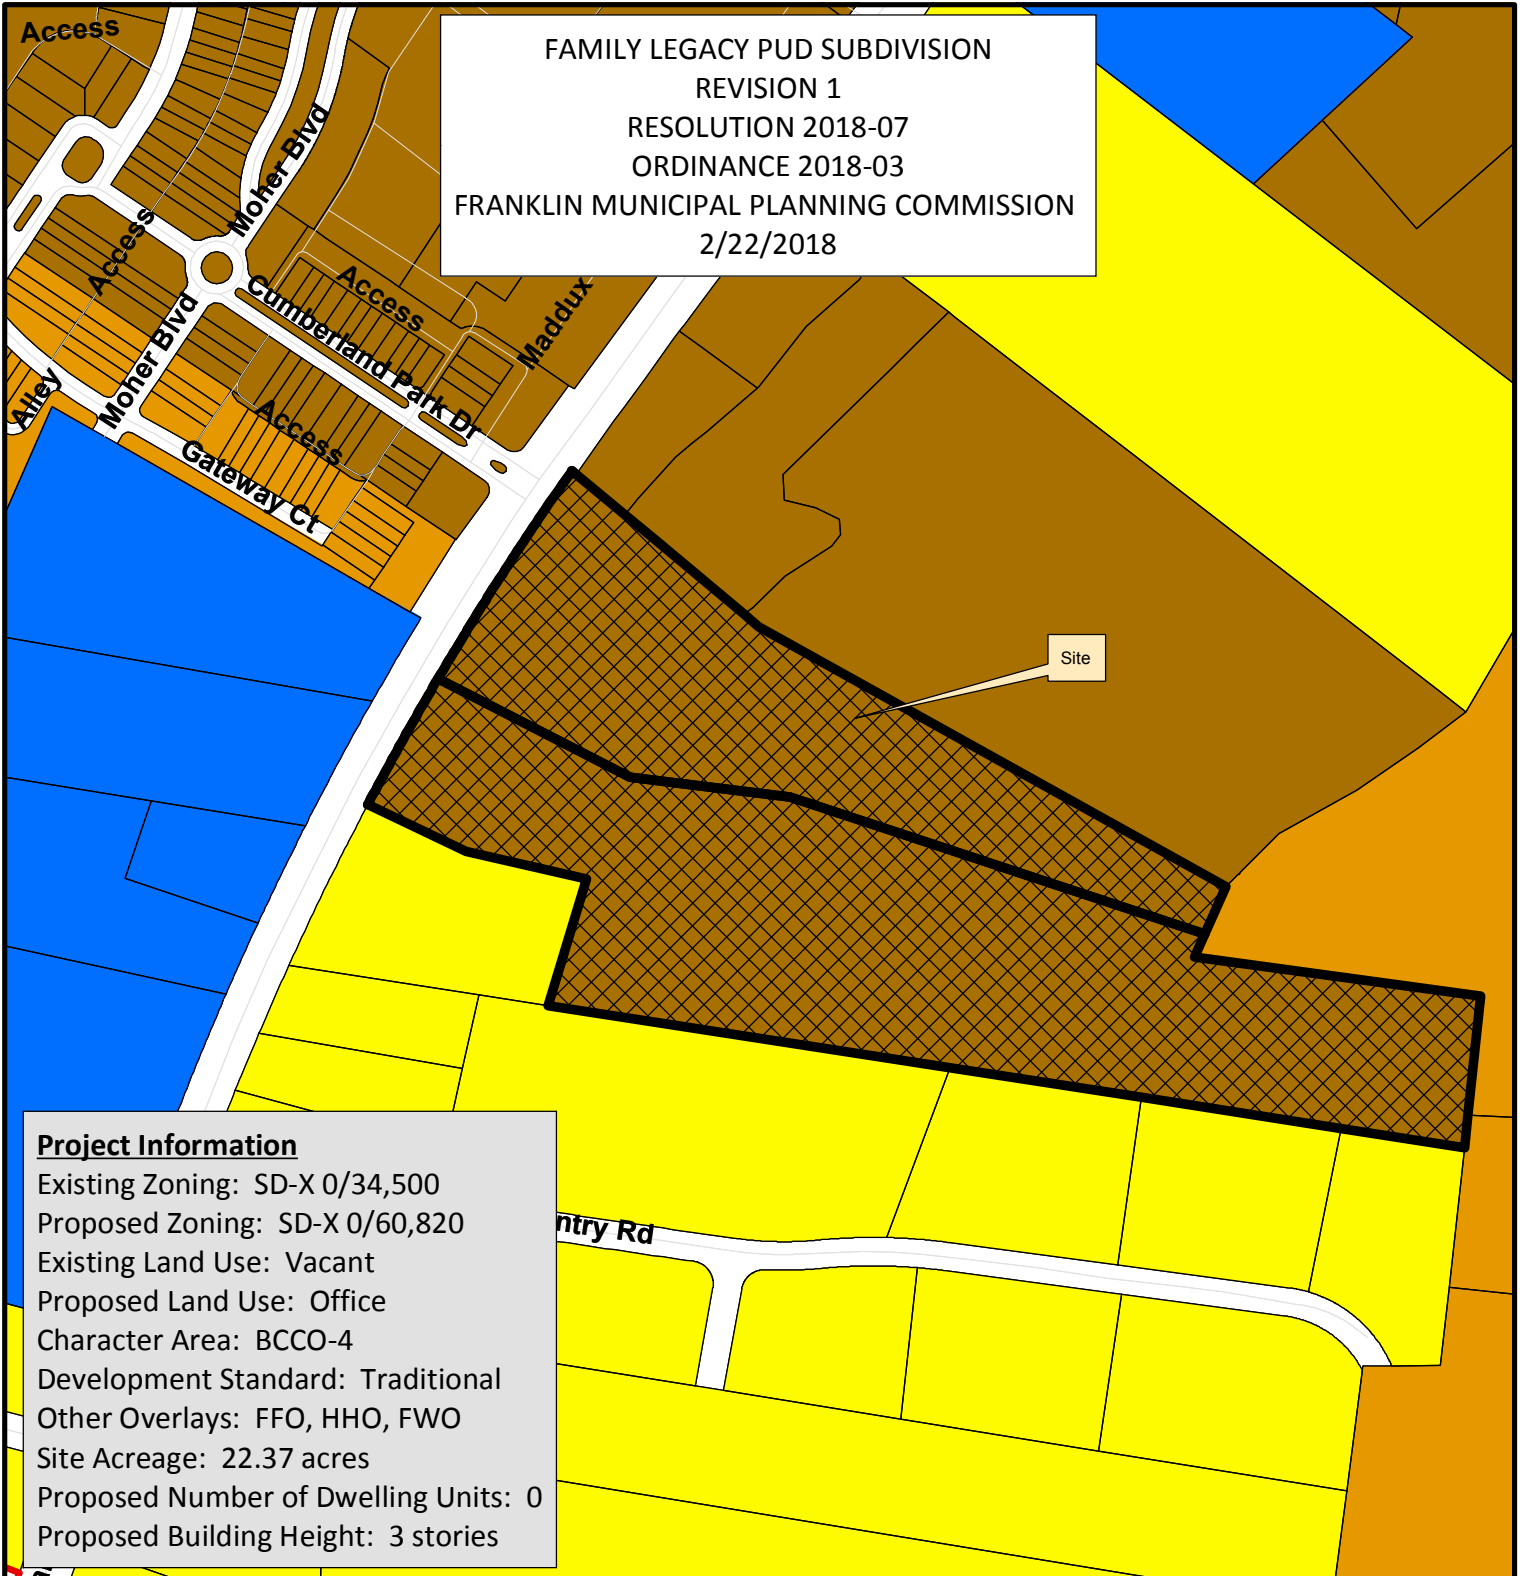 Access
FAMILY LEGACY PUD SUBDIVISION
REVISION 1
RESOLUTION 2018-07
ORDINANCE 2018-03
FRANKLIN MUNICIPAL PLANNING COMMISSION
2/22/2018
Moher Blvd
Access
Access
Maddux
Cumberland Park Dr
Moher Blvd
Alley
Access
Gateway Ct
Site
Project Information
Existing Zoning: SD-X 0/34,500
Proposed Zoning: SD-X 0/60,820
Existing Land Use: Vacant
Proposed Land Use: Office
Character Area: BCCO-4
Development Standard: Traditional
Other Overlays: FFO, HHO, FWO
Site Acreage: 22.37 acres
Proposed Number of Dwelling Units: 0
Proposed Building Height: 3 stories
ntry Rd